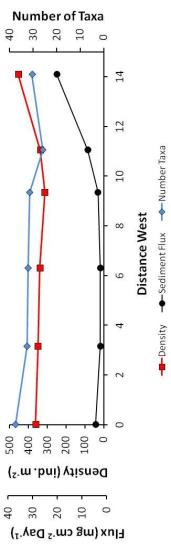 Number of Taxa
40 30 20 10 0
0 2 4 6 8 10 12 14
Distance West
Density Sediment Flux Number Taxa
500 400 300 200 100 0
Density (ind. m-2)
40 30 20 10 0
Flux (mg cm-2 Day-1)